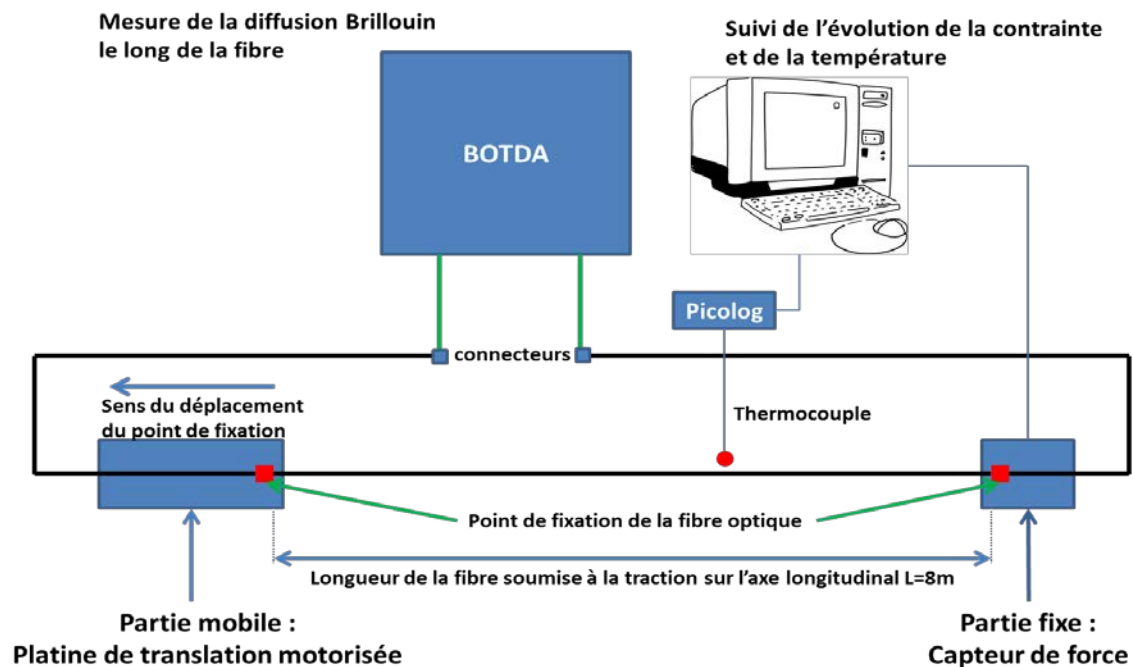 Mesure de la diffusion Brillouin
le long de la fibre
Suivi de l’évolution de la contrainte
et de la température
BOTDA
Picolog
connecteurs
Sens du déplacement
du point de fixation
Thermocouple
Point de fixation de la fibre optique
Longueur de la fibre soumise à la traction sur l’axe longitudinal L=8m
Partie mobile :
Platine de translation motorisée
Partie fixe :
Capteur de force